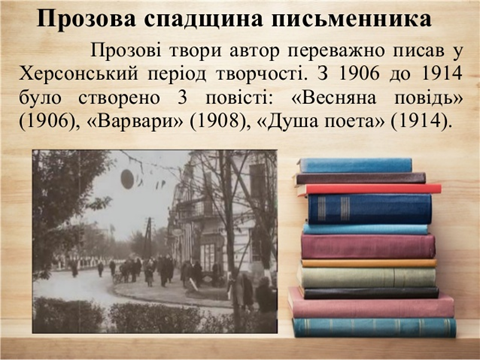 Прозова спадщина письменника
Прозові твори автор переважно писав у
Херсонський період творчості. З 1906 до 1914
було створено 3 повісті: «Весняна повідь»
(1906), «Варвари» (1908), «Душа поета» (1914).